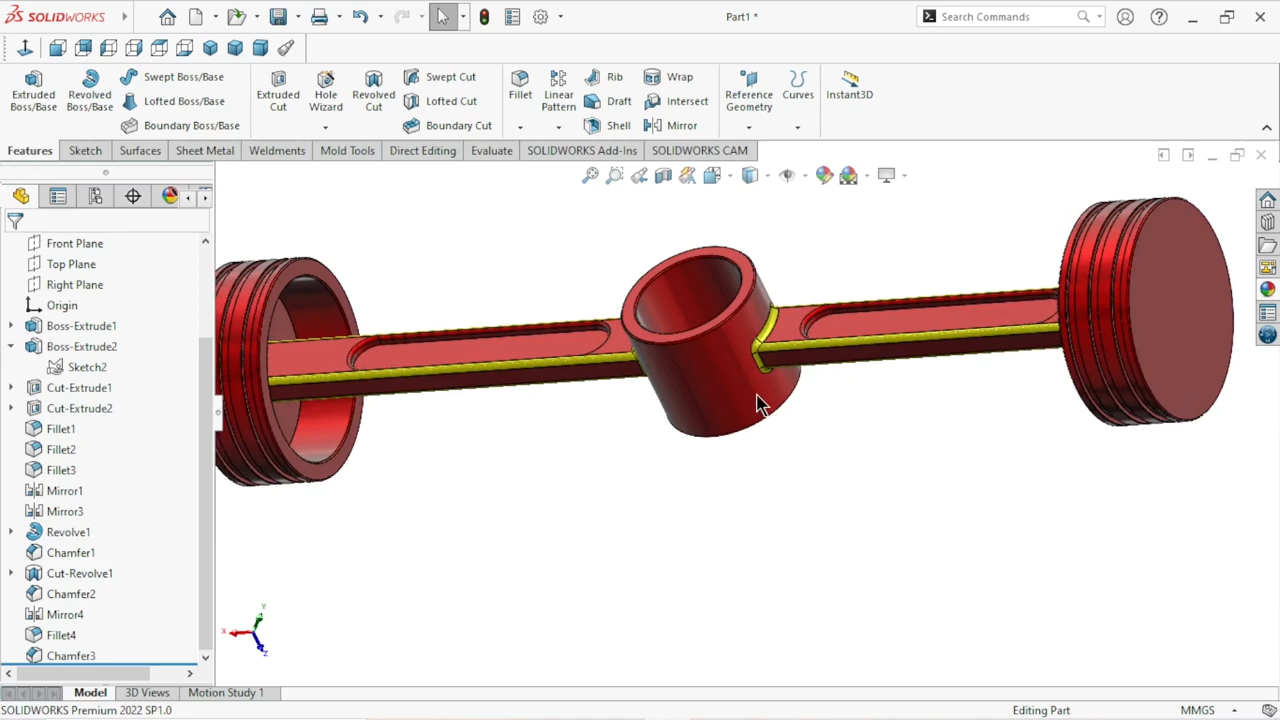 SOLIDWORKS
Part1 *
Search Commands
Extruded Boss/Base
Revolved Boss/Base
Swept Boss/Base
Lofted Boss/Base
Boundary Boss/Base
Extruded Cut
Hole Wizard
Revolved Cut
Swept Cut
Lofted Cut
Boundary Cut
Fillet
Linear Pattern
Rib
Draft
Shell
Wrap
Intersect
Mirror
Reference Geometry
Curves
Instant3D
Features
Sketch
Surfaces
Sheet Metal
Weldments
Mold Tools
Direct Editing
Evaluate
SOLIDWORKS Add-Ins
SOLIDWORKS CAM
Front Plane
Top Plane
Right Plane
Origin
Boss-Extrude1
Boss-Extrude2
Sketch2
Cut-Extrude1
Cut-Extrude2
Fillet1
Fillet2
Fillet3
Mirror1
Mirror3
Revolve1
Chamfer1
Cut-Revolve1
Chamfer2
Mirror4
Fillet4
Chamfer3
Y
X
Z
Model
3D Views
Motion Study 1
SOLIDWORKS Premium 2022 SP1.0
Editing Part
MMGS